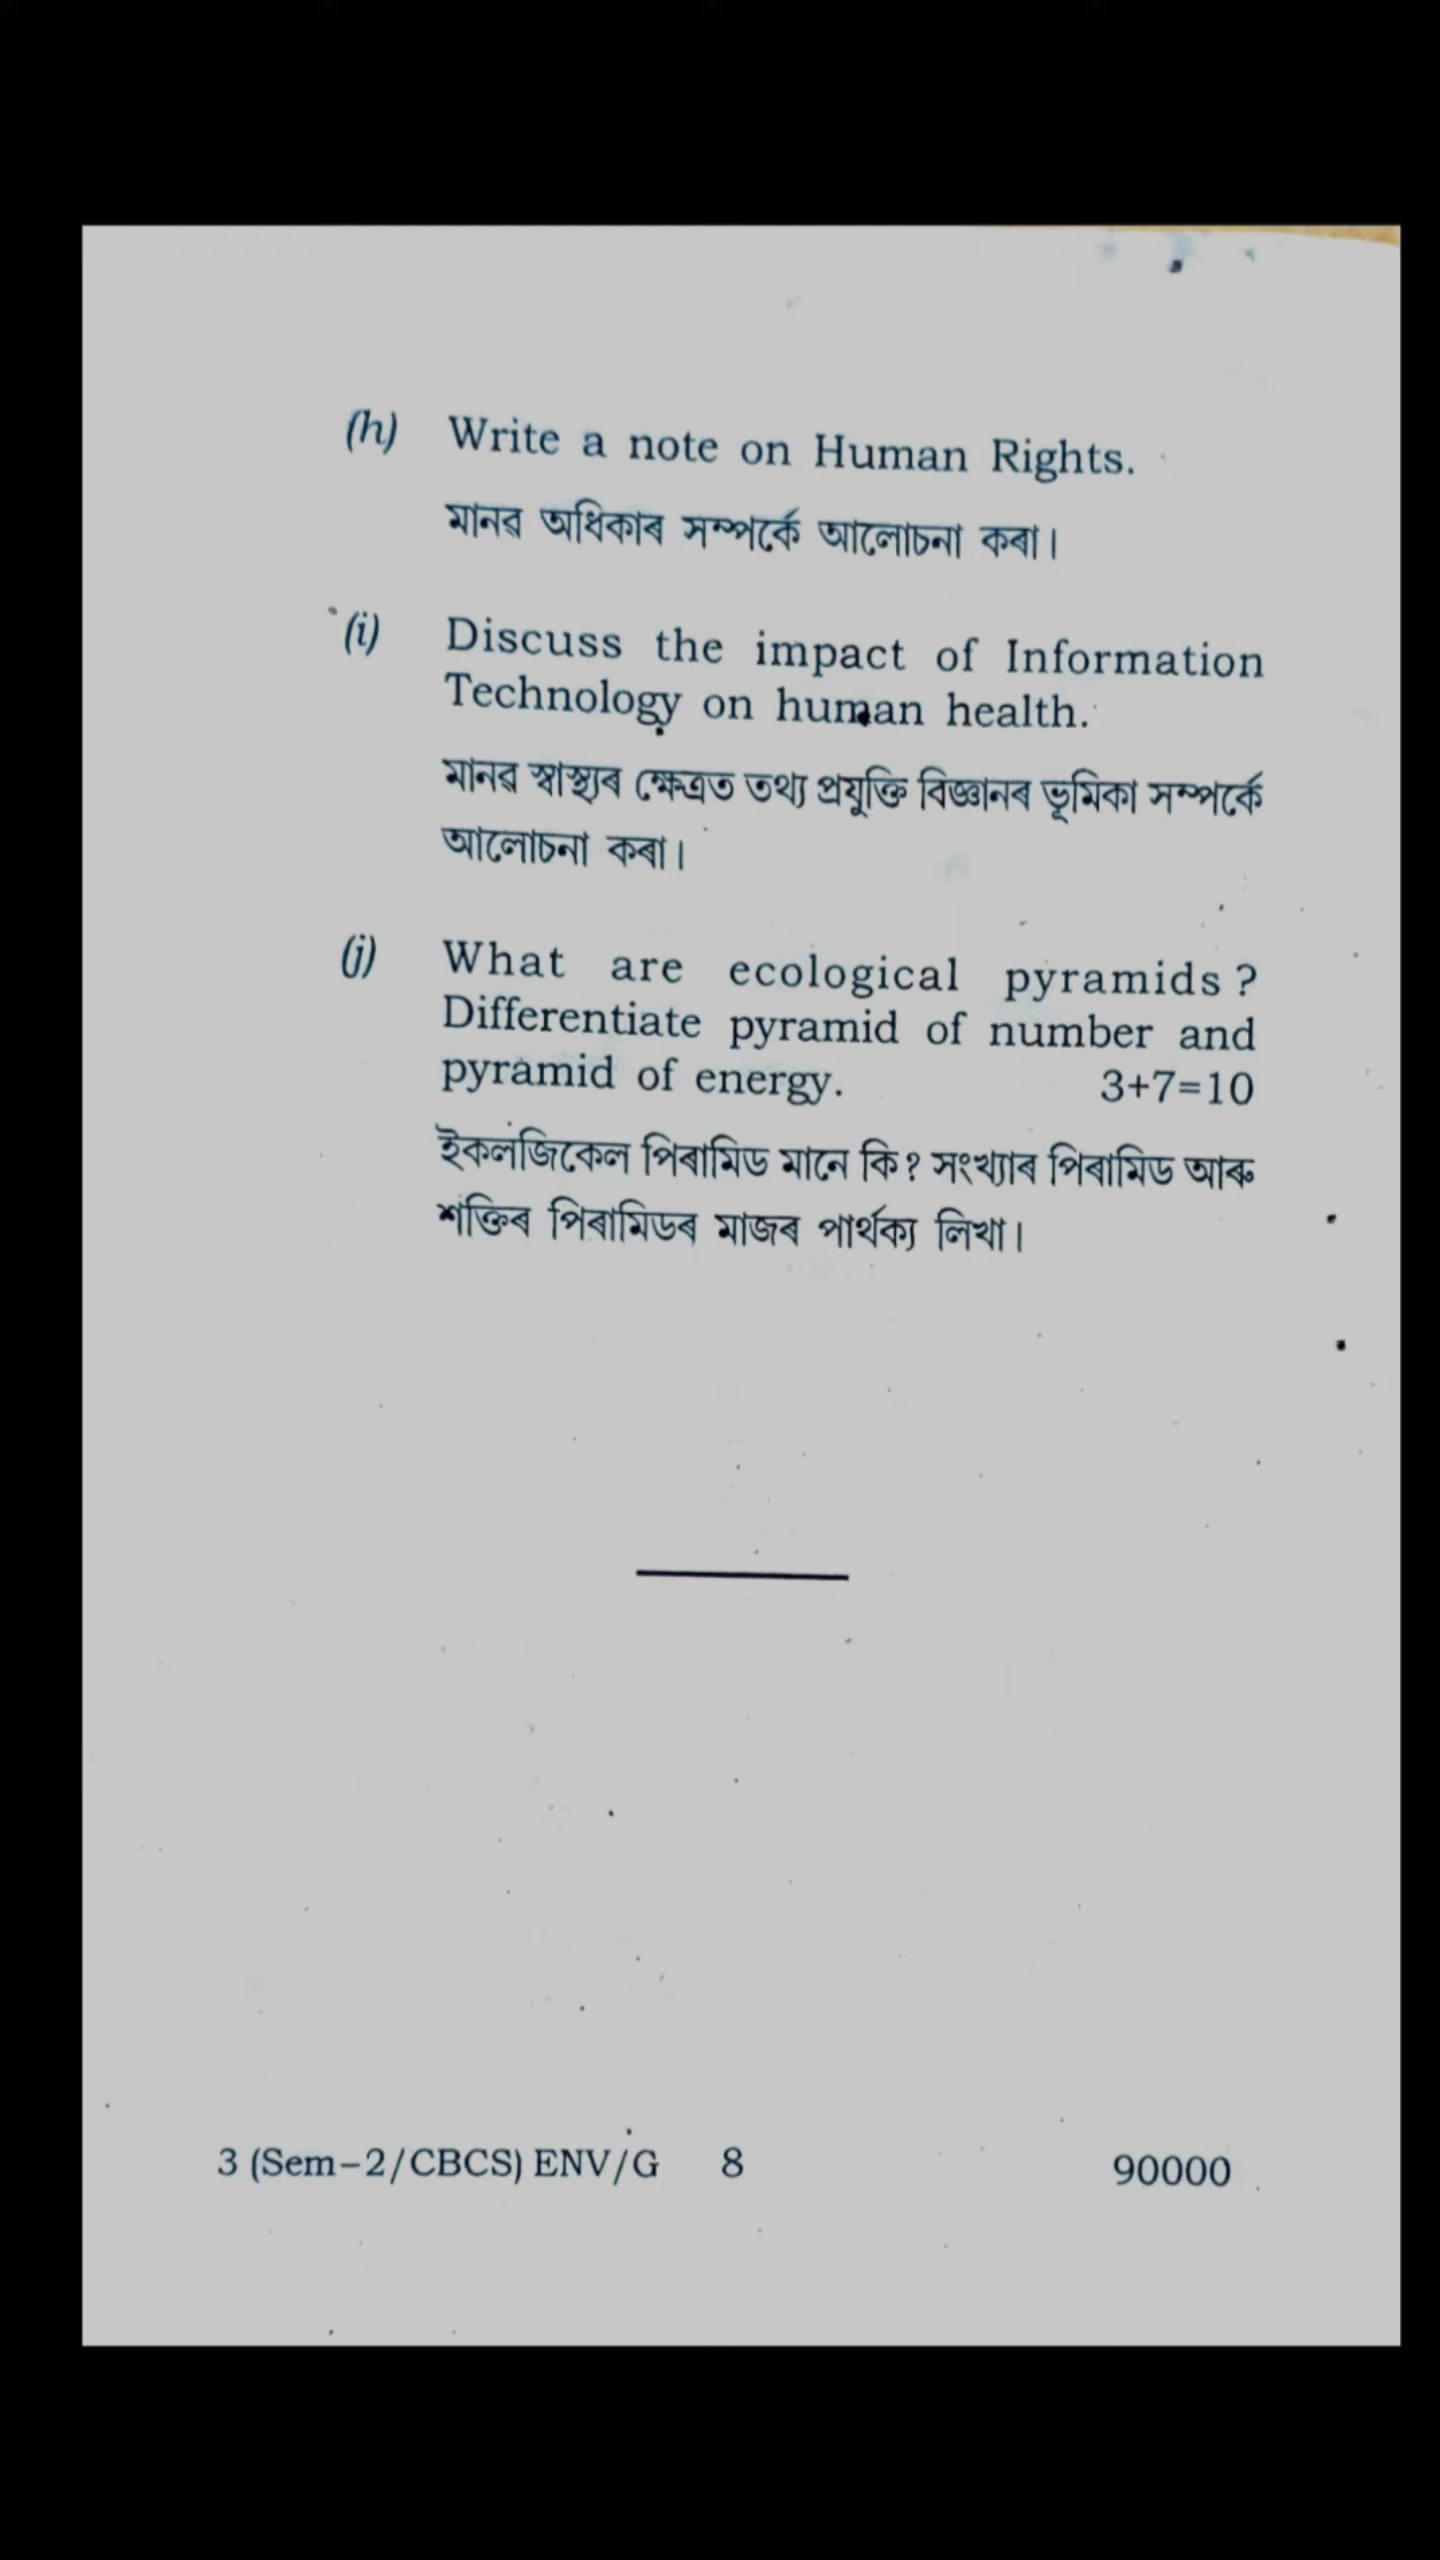 (h) Write a note on Human Rights.
মানৱ অধিকাৰ সম্পৰ্কে আলোচনা কৰা।
(i) Discuss the impact of Information
Technology on human health.
মানৱ স্বাস্থ্যৰ ক্ষেত্ৰত তথ্য প্ৰযুক্তি বিজ্ঞানৰ ভূমিকা সম্পৰ্কে
আলোচনা কৰা।
(j) What are ecological pyramids?
Differentiate pyramid of number and
pyramid of energy. 3+7=10
ইকলজিকেল পিৰামিড মানে কি? সংখ্যাৰ পিৰামিড আৰু
শক্তিৰ পিৰামিডৰ মাজৰ পাৰ্থক্য লিখা।
3 (Sem–2/CBCS) ENV/G 8 90000